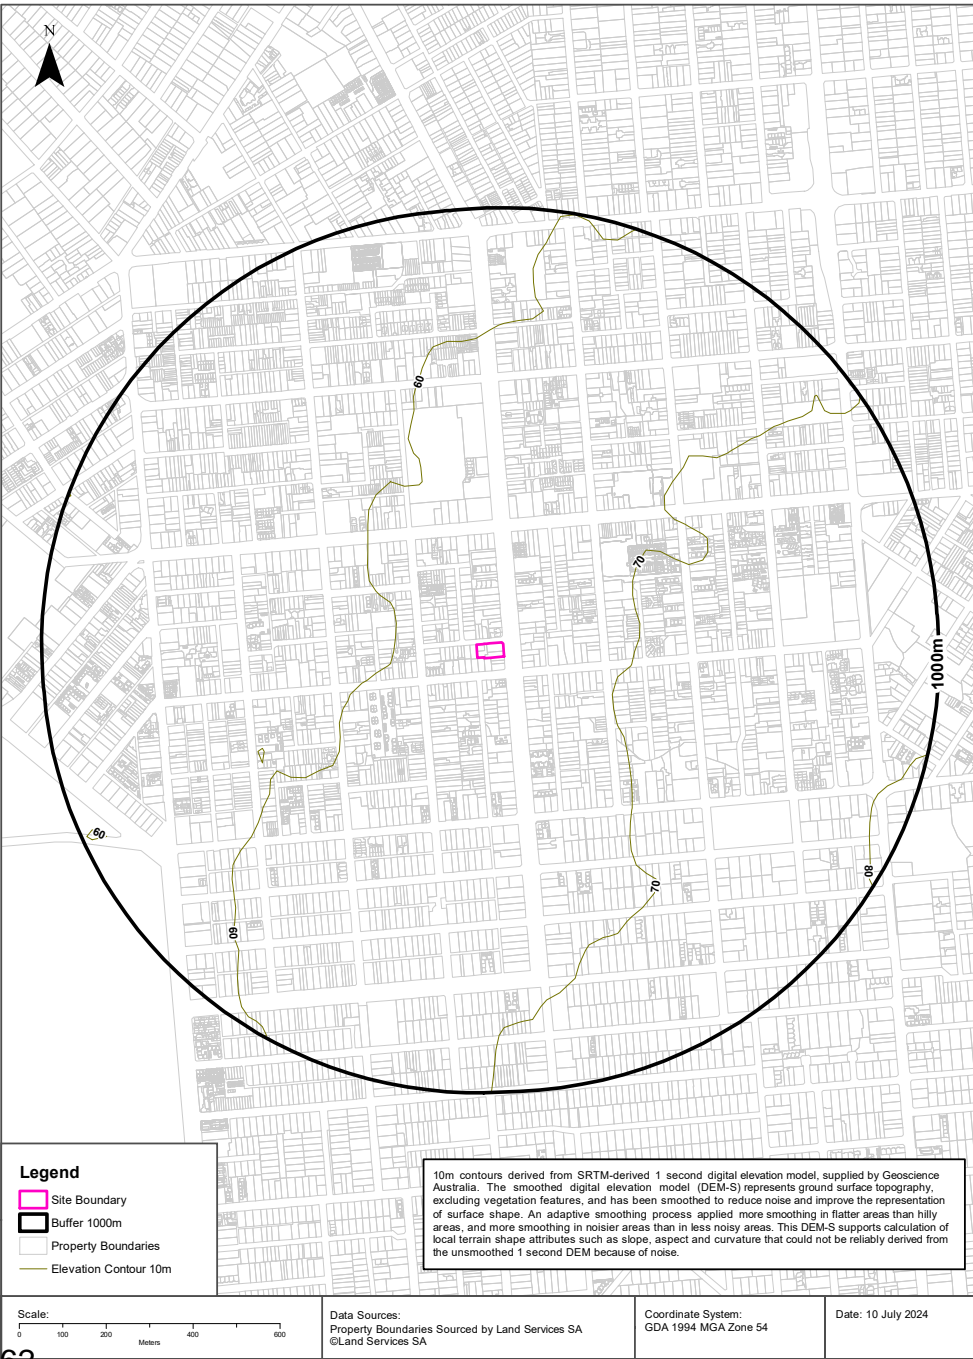 N
60
70
1000m
60
70
80
60
Legend
Site Boundary
Buffer 1000m
Property Boundaries
Elevation Contour 10m
10m contours derived from SRTM-derived 1 second digital elevation model, supplied by Geoscience
Australia. The smoothed digital elevation model (DEM-S) represents ground surface topography,
excluding vegetation features, and has been smoothed to reduce noise and improve the representation
of surface shape. An adaptive smoothing process applied more smoothing in flatter areas than hilly
areas, and more smoothing in noisier areas than in less noisy areas. This DEM-S supports calculation of
local terrain shape attributes such as slope, aspect and curvature that could not be reliably derived from
the unsmoothed 1 second DEM because of noise.
Scale:
0 100 200 400 600
Meters
Data Sources:
Property Boundaries Sourced by Land Services SA
©Land Services SA
Coordinate System:
GDA 1994 MGA Zone 54
Date: 10 July 2024